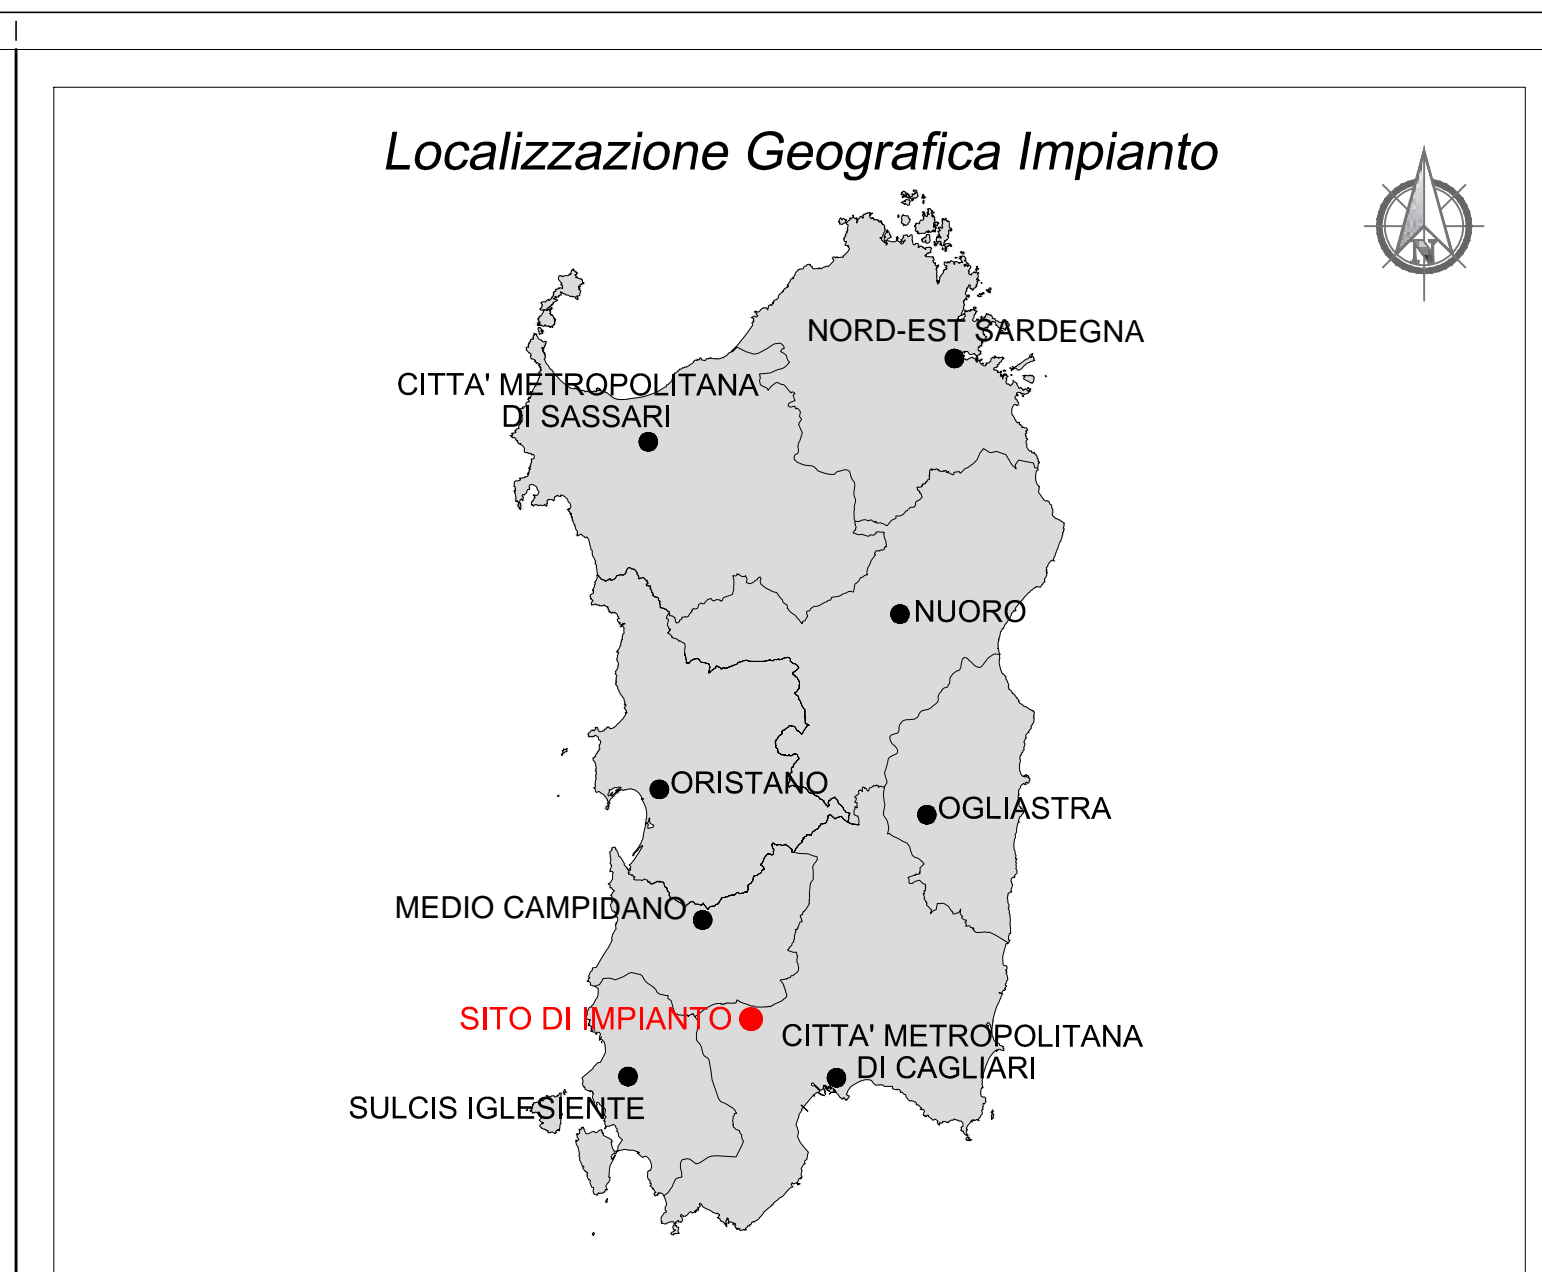 Localizzazione Geografica Impianto
N
NORD-EST SARDEGNA
CITTA' METROPOLITANA
DI SASSARI
NUORO
ORISTANO
OGLIASTRA
MEDIO CAMPIDANO
SITO DI IMPIANTO
CITTA' METROPOLITANA
DI CAGLIARI
SULCIS IGLESIENTE